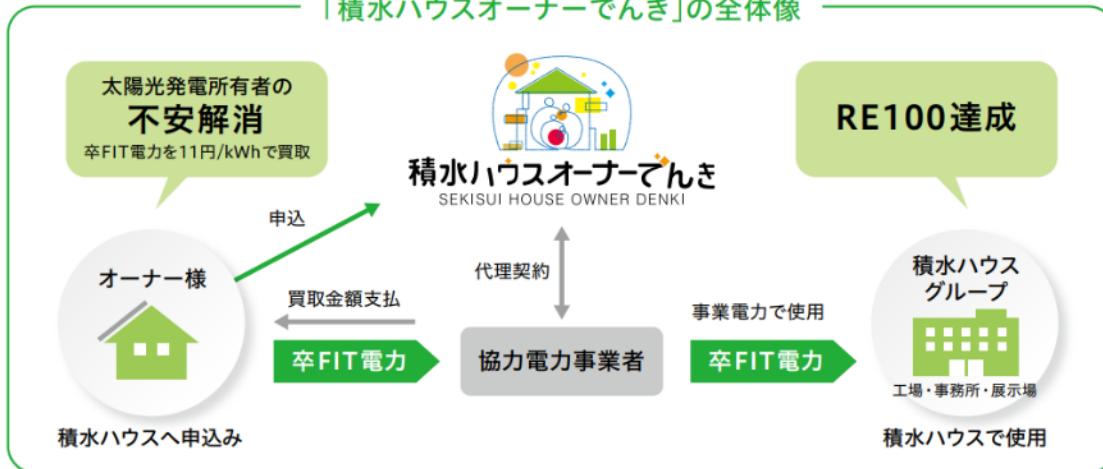 「積水ハウスオーナーでんき」の全体像
太陽光発電所有者の
不安解消
卒FIT電力を11円/kWhで買取
積水ハウスオーナーでんき
SEKISUI HOUSE OWNER DENKI
RE100達成
申込
オーナー様
代理契約
積水ハウス
グループ
買取金額支払
事業電力で使用
卒FIT電力
協力電力事業者
卒FIT電力
工場・事務所・展示場
積水ハウスへ申込み
積水ハウスで使用